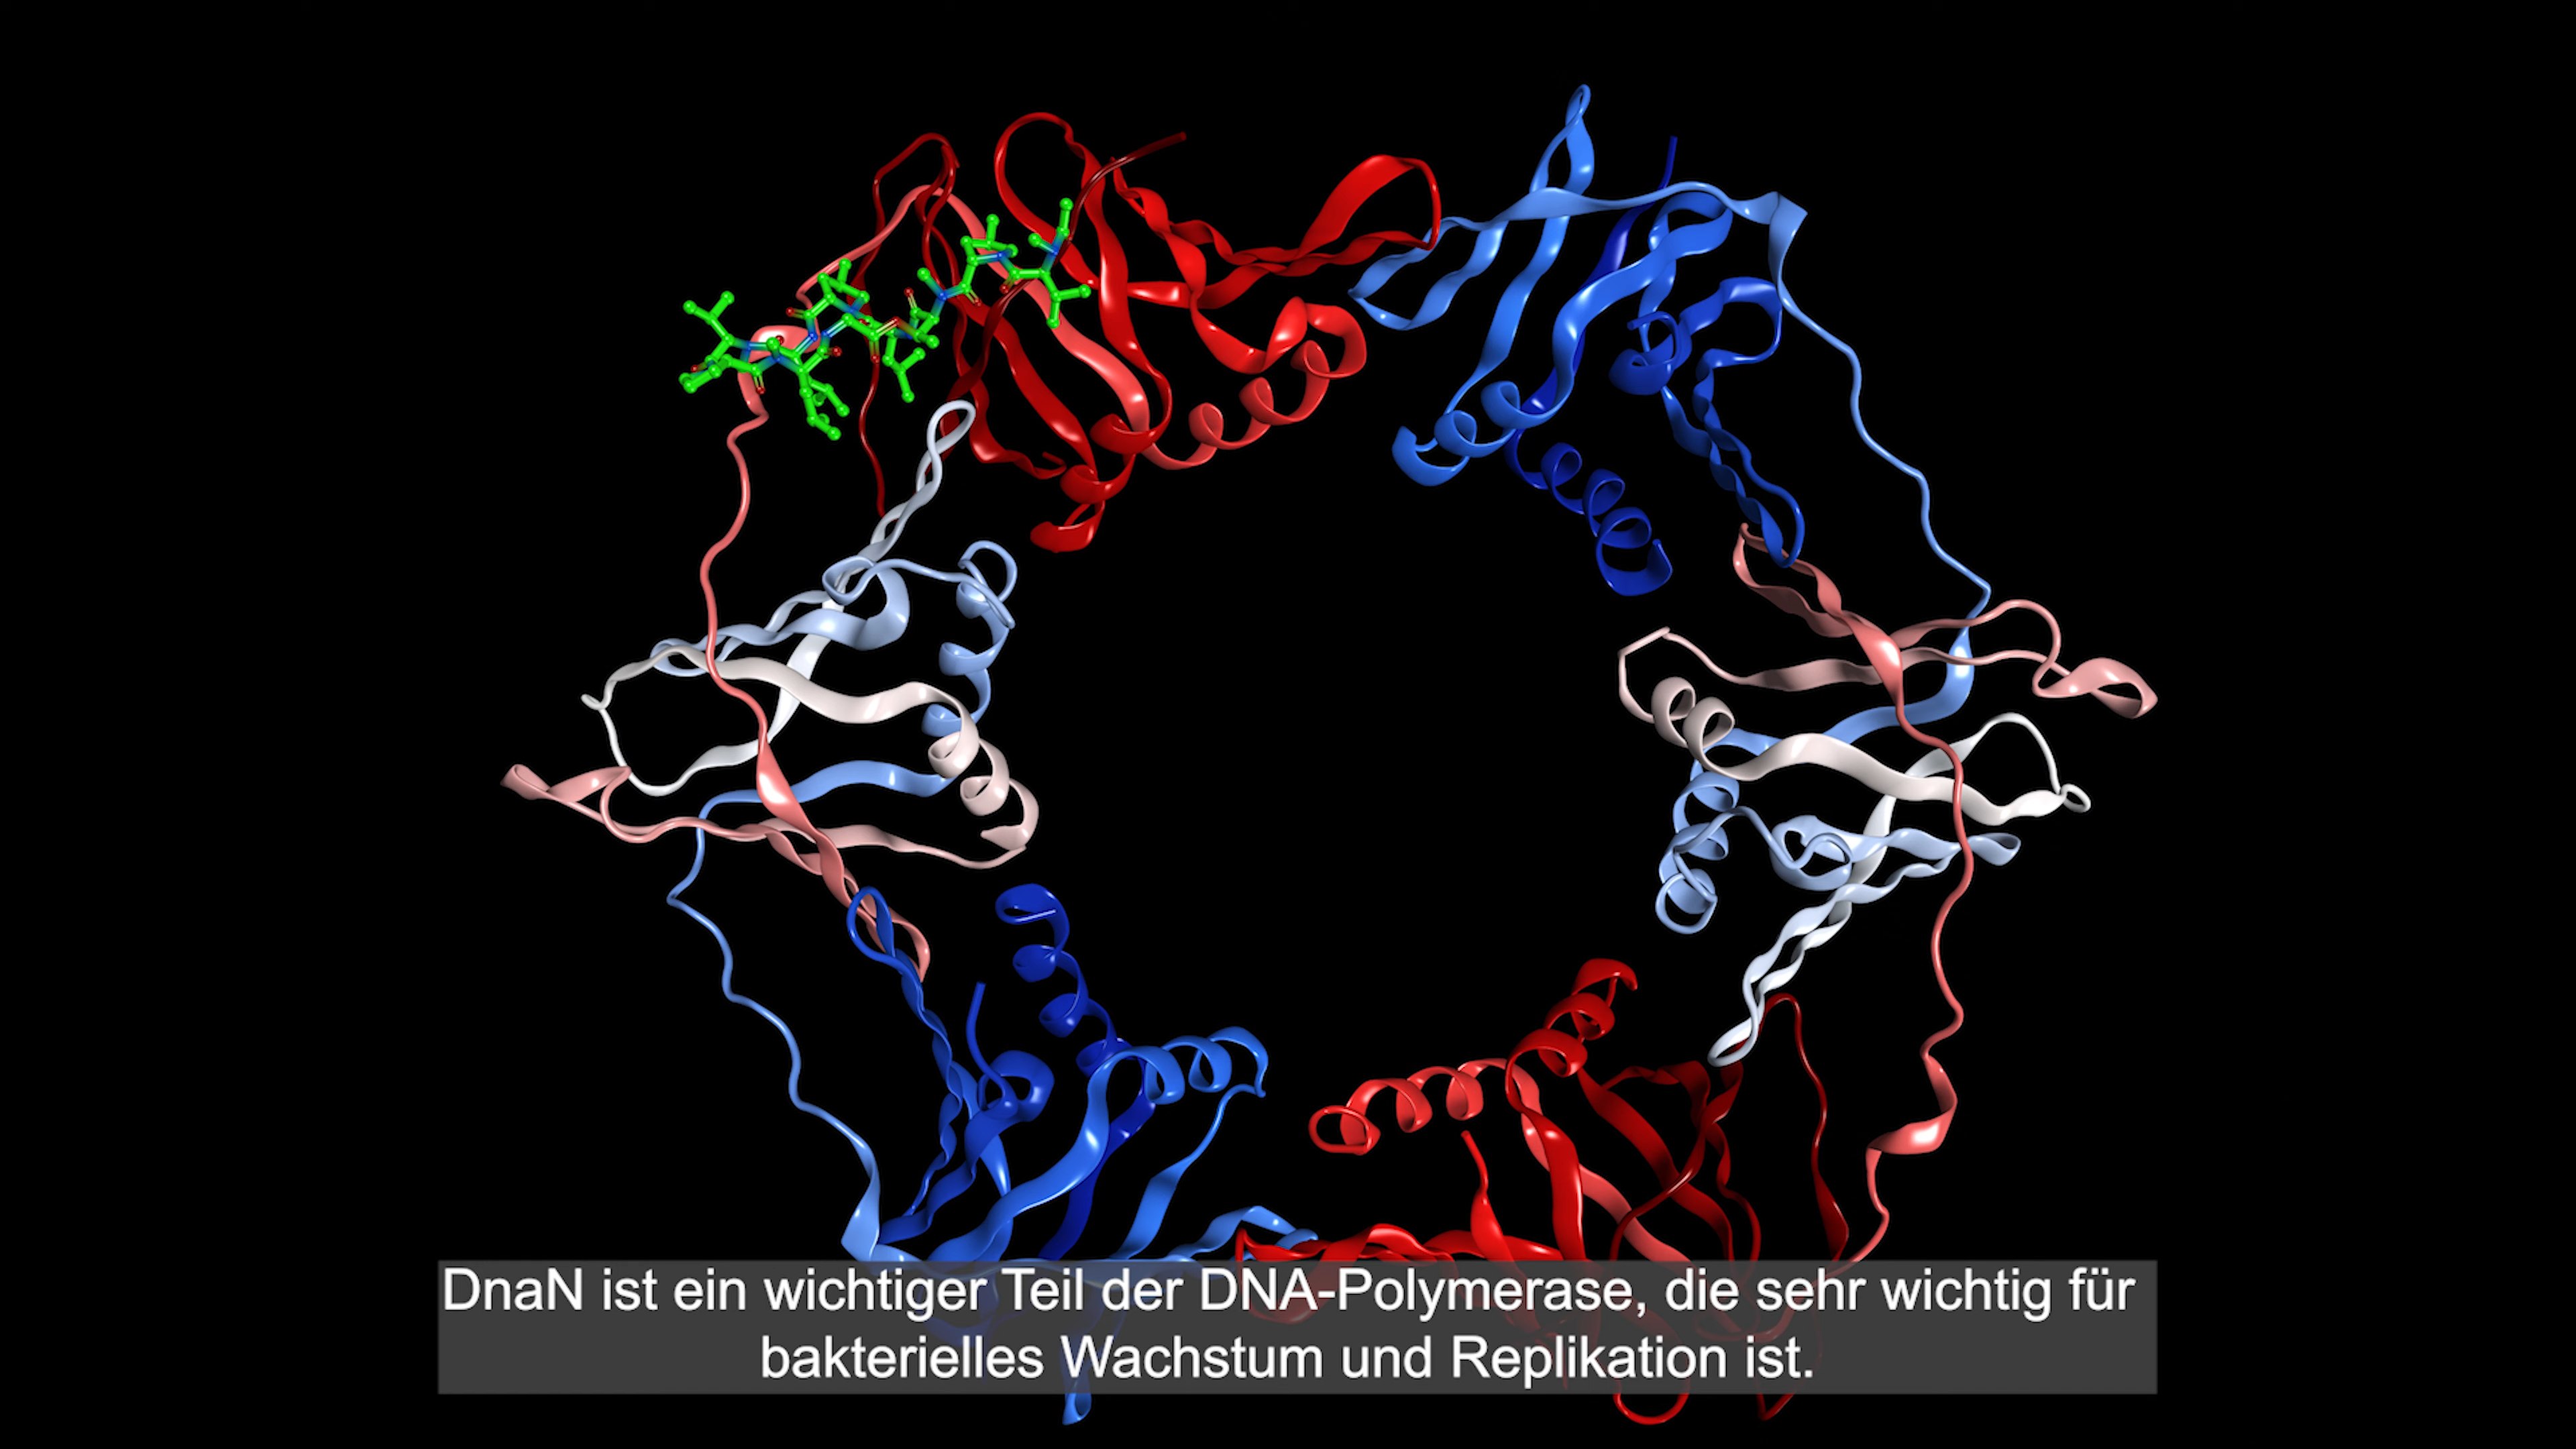 DnaN ist ein wichtiger Teil der DNA-Polymerase, die sehr wichtig für
bakterielles Wachstum und Replikation ist.